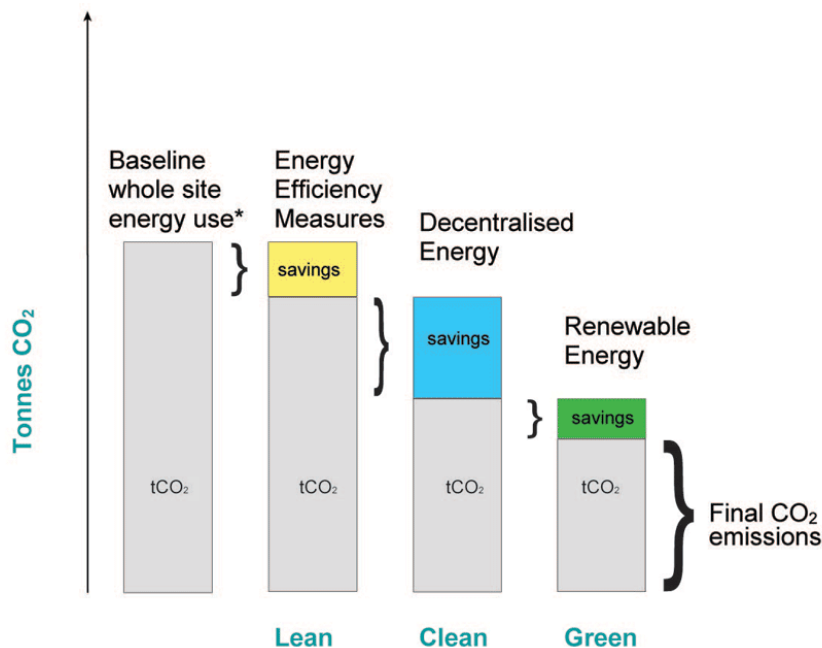 Tonnes CO₂
Baseline
whole site
energy use*
Energy
Efficiency
Measures
Decentralised
Energy
Renewable
Energy
savings
savings
savings
tCO₂
tCO₂
tCO₂
tCO₂
Final CO₂
emissions
Lean
Clean
Green